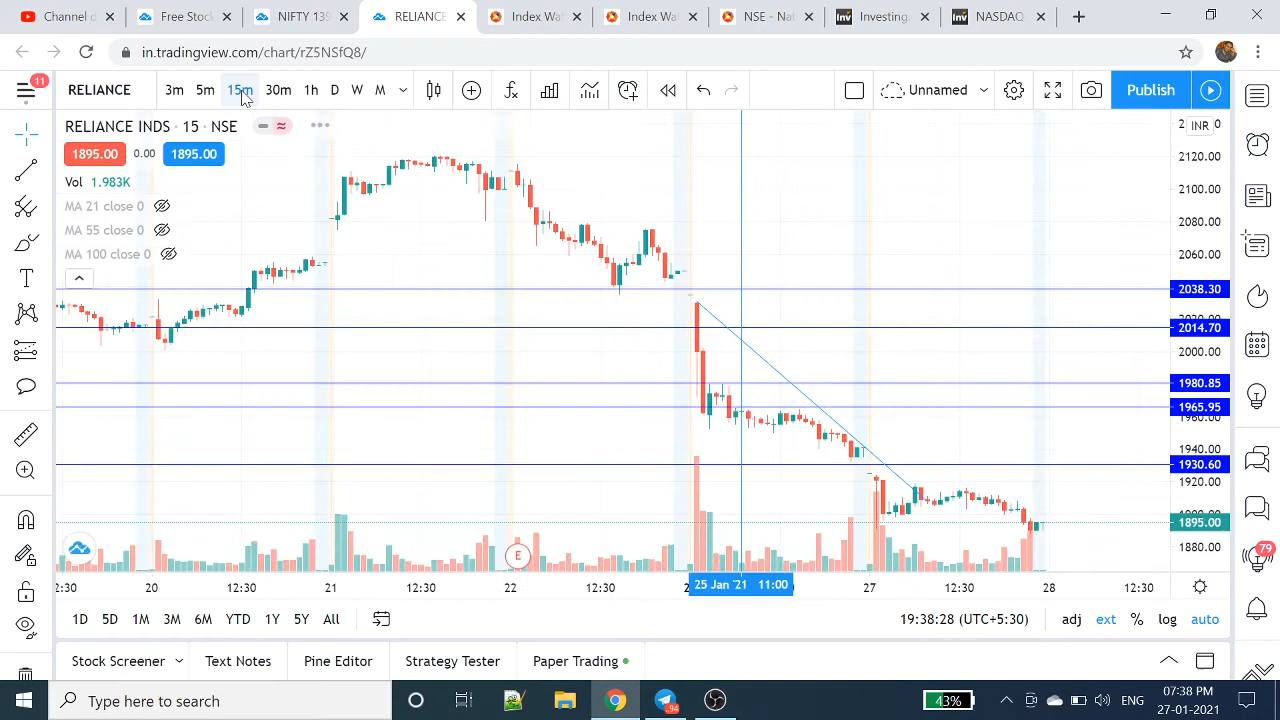 Channel c
Free Stock
NIFTY 139
RELIANCE
Index Wa
Index Wa
NSE - Na
Inv Investing.
Inv NASDAQ
in.tradingview.com/chart/rZ5NSfQ8/
11
RELIANCE 3m 5m 15m 30m 1h D W M Unnamed Publish
RELIANCE INDS · 15 · NSE
INR
1895.00 0.00 1895.00
Vol 1.983K
MA 21 close 0
MA 55 close 0
MA 100 close 0
2120.00
2100.00
2080.00
2060.00
2038.30
2014.70
2000.00
1980.85
1965.95
1940.00
1930.60
1920.00
1895.00
1880.00
E
79
2:30 20 12:30 21 12:30 22 12:30 25 Jan '21 11:00 27 12:30 28 12:30
1D 5D 1M 3M 6M YTD 1Y 5Y All 19:38:28 (UTC+5:30) adj ext % log auto
Stock Screener Text Notes Pine Editor Strategy Tester Paper Trading
Type here to search
94
43%
ENG
07:38 PM
27-01-2021